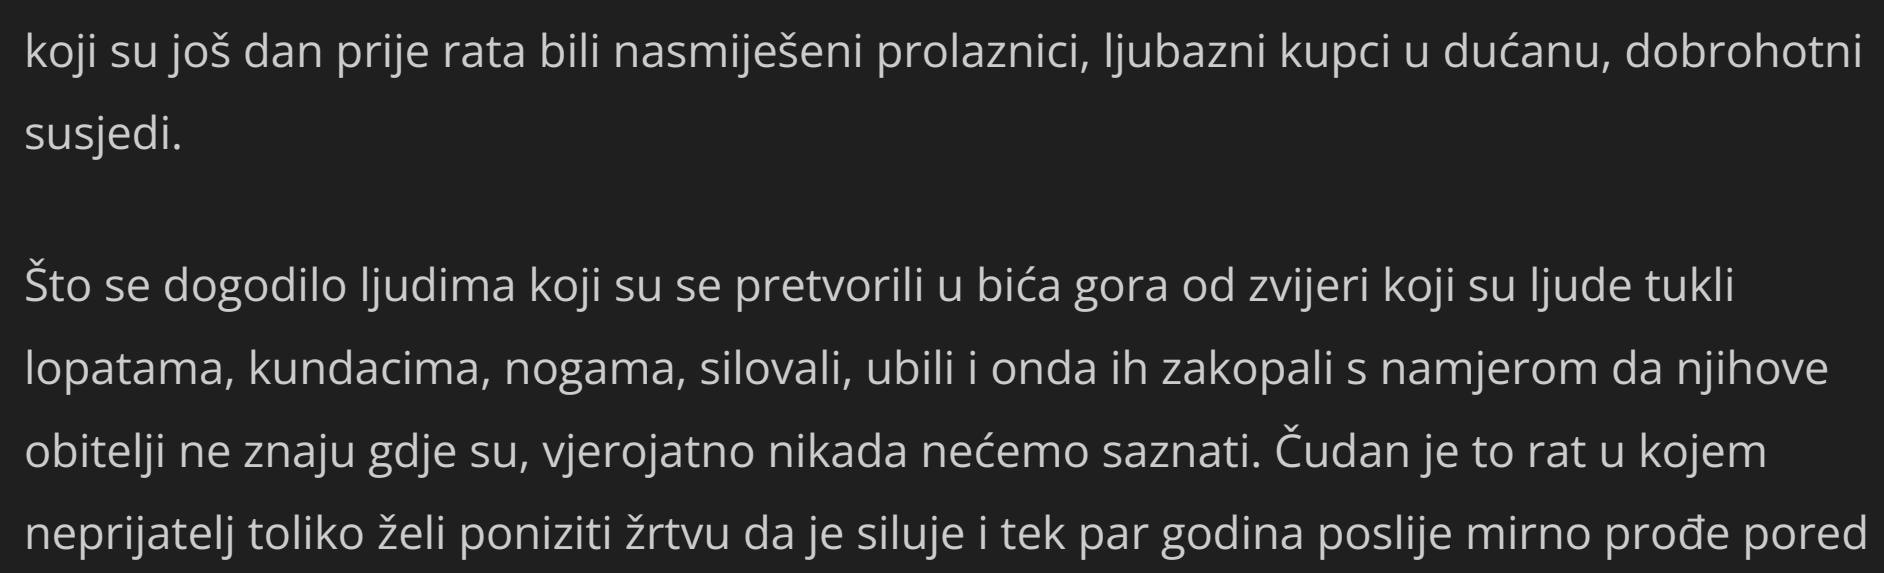 koji su još dan prije rata bili nasmiješeni prolaznici, ljubazni kupci u dućanu, dobrohotni
susjedi.
Što se dogodilo ljudima koji su se pretvorili u bića gora od zvijeri koji su ljude tukli
lopatama, kundacima, nogama, silovali, ubili i onda ih zakopali s namjerom da njihove
obitelji ne znaju gdje su, vjerojatno nikada nećemo saznati. Čudan je to rat u kojem
neprijatelj toliko želi poniziti žrtvu da je siluje i tek par godina poslije mirno prođe pored